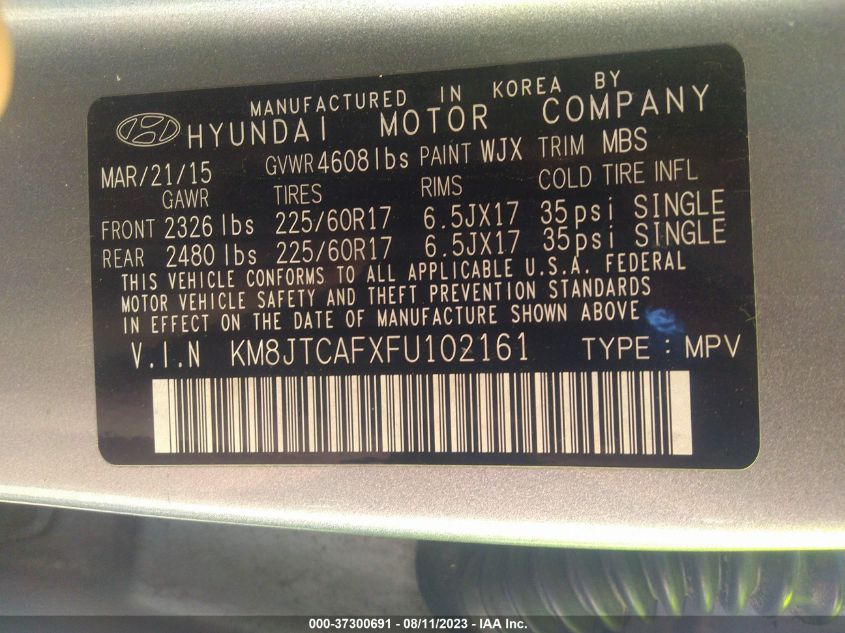 MANUFACTURED IN KOREA BY
HYUNDAI MOTOR COMPANY
MAR/21/15 GVWR 4608lbs PAINT WJX TRIM MBS
GAWR TIRES RIMS COLD TIRE INFL
FRONT 2326 lbs 225/60R17 6.5JX17 35psi SINGLE
REAR 2480 lbs 225/60R17 6.5JX17 35psi SINGLE
THIS VEHICLE CONFORMS TO ALL APPLICABLE U.S.A. FEDERAL
MOTOR VEHICLE SAFETY AND THEFT PREVENTION STANDARDS
IN EFFECT ON THE DATE OF MANUFACTURE SHOWN ABOVE
V.I.N KM8JTCAFXFU102161 TYPE : MPV
000-37300691 - 08/11/2023 - IAA Inc.